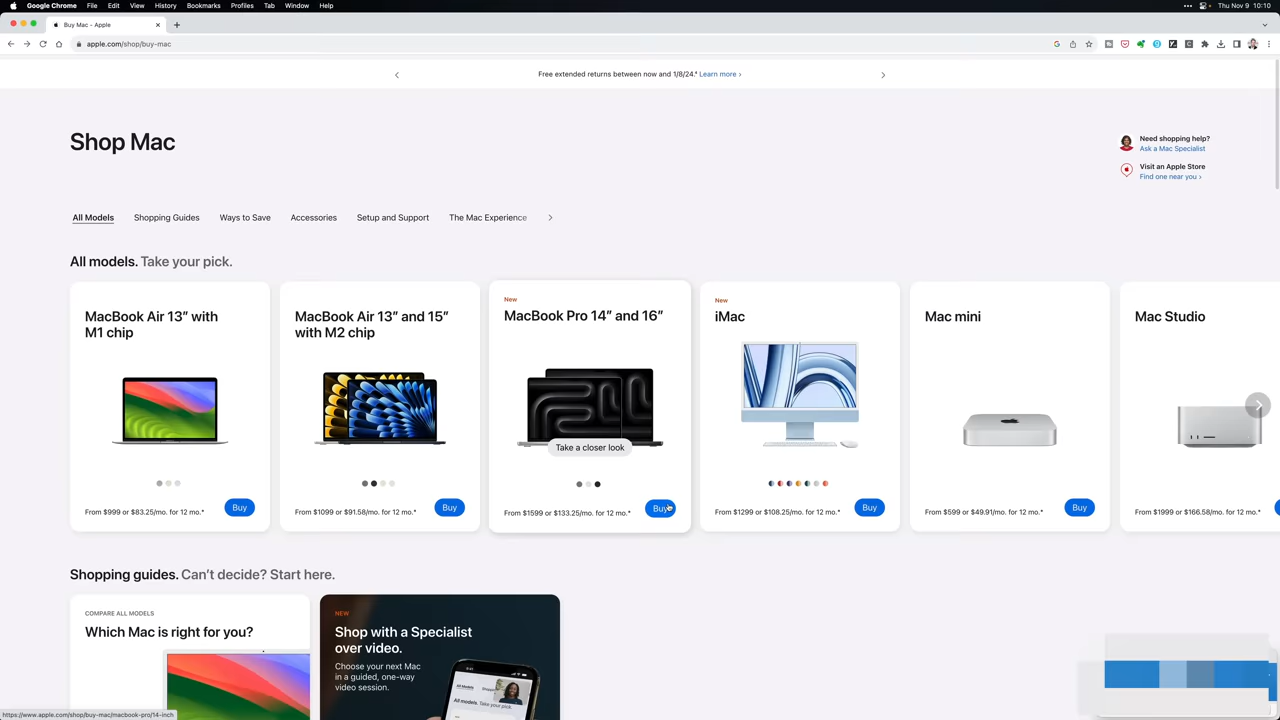 Google Chrome File Edit View History Bookmarks Profiles Tab Window Help
Thu Nov 9 10:10
Buy Mac - Apple
apple.com/shop/buy-mac
Free extended returns between now and 1/8/24.* Learn more >
Shop Mac
Need shopping help?
Ask a Mac Specialist
Visit an Apple Store
Find one near you >
All Models Shopping Guides Ways to Save Accessories Setup and Support The Mac Experience
All models. Take your pick.
MacBook Air 13” with
M1 chip
From $999 or $83.25/mo. for 12 mo.*
Buy
MacBook Air 13” and 15”
with M2 chip
From $1099 or $91.58/mo. for 12 mo.*
Buy
New
MacBook Pro 14” and 16”
Take a closer look
From $1599 or $133.25/mo. for 12 mo.*
Buy
New
iMac
From $1299 or $108.25/mo. for 12 mo.*
Buy
Mac mini
From $599 or $49.91/mo. for 12 mo.*
Buy
Mac Studio
From $1999 or $166.58/mo. for 12 mo.*
Shopping guides. Can’t decide? Start here.
COMPARE ALL MODELS
Which Mac is right for you?
NEW
Shop with a Specialist
over video.
Choose your next Mac
in a guided, one-way
video session.
All models. Take your pick.
https://www.apple.com/shop/buy-mac/macbook-pro/14-inch